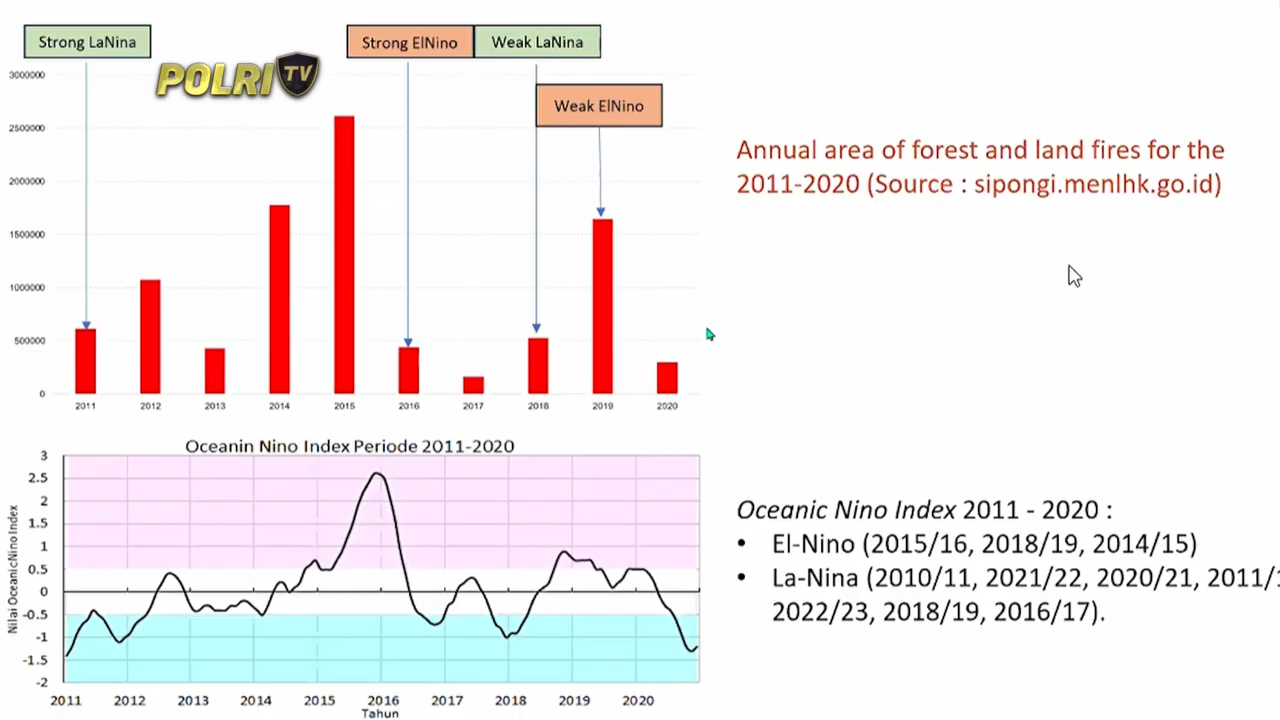 Strong LaNina
Strong ElNino
Weak LaNina
POLRI TV
Weak ElNino
3000000
2500000
2000000
1500000
1000000
500000
0
2011 2012 2013 2014 2015 2016 2017 2018 2019 2020
Annual area of forest and land fires for the
2011-2020 (Source : sipongi.menlhk.go.id)
Oceanin Nino Index Periode 2011-2020
Nilai OceanicNino Index
3
2.5
2
1.5
1
0.5
0
-0.5
-1
-1.5
-2
2011 2012 2013 2014 2015 2016 2017 2018 2019 2020
Tahun
Oceanic Nino Index 2011 - 2020 :
• El-Nino (2015/16, 2018/19, 2014/15)
• La-Nina (2010/11, 2021/22, 2020/21, 2011/1
2022/23, 2018/19, 2016/17).